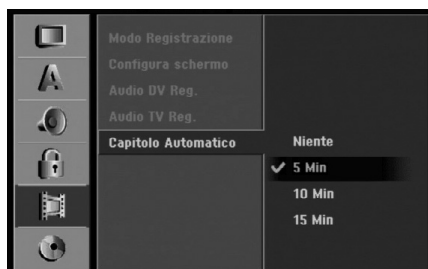 A
Modo Registrazione
Configura schermo
Audio DV Reg.
Audio TV Reg.
Capitolo Automatico
Niente
5 Min
10 Min
15 Min